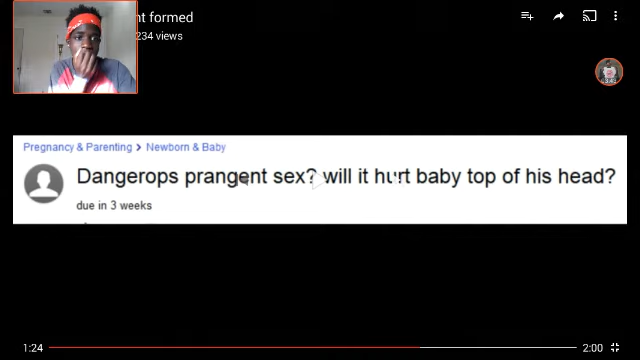 nt formed
234 views
Pregnancy & Parenting > Newborn & Baby
Dangerops prangent sex? will it hurt baby top of his head?
due in 3 weeks
1:24
2:00